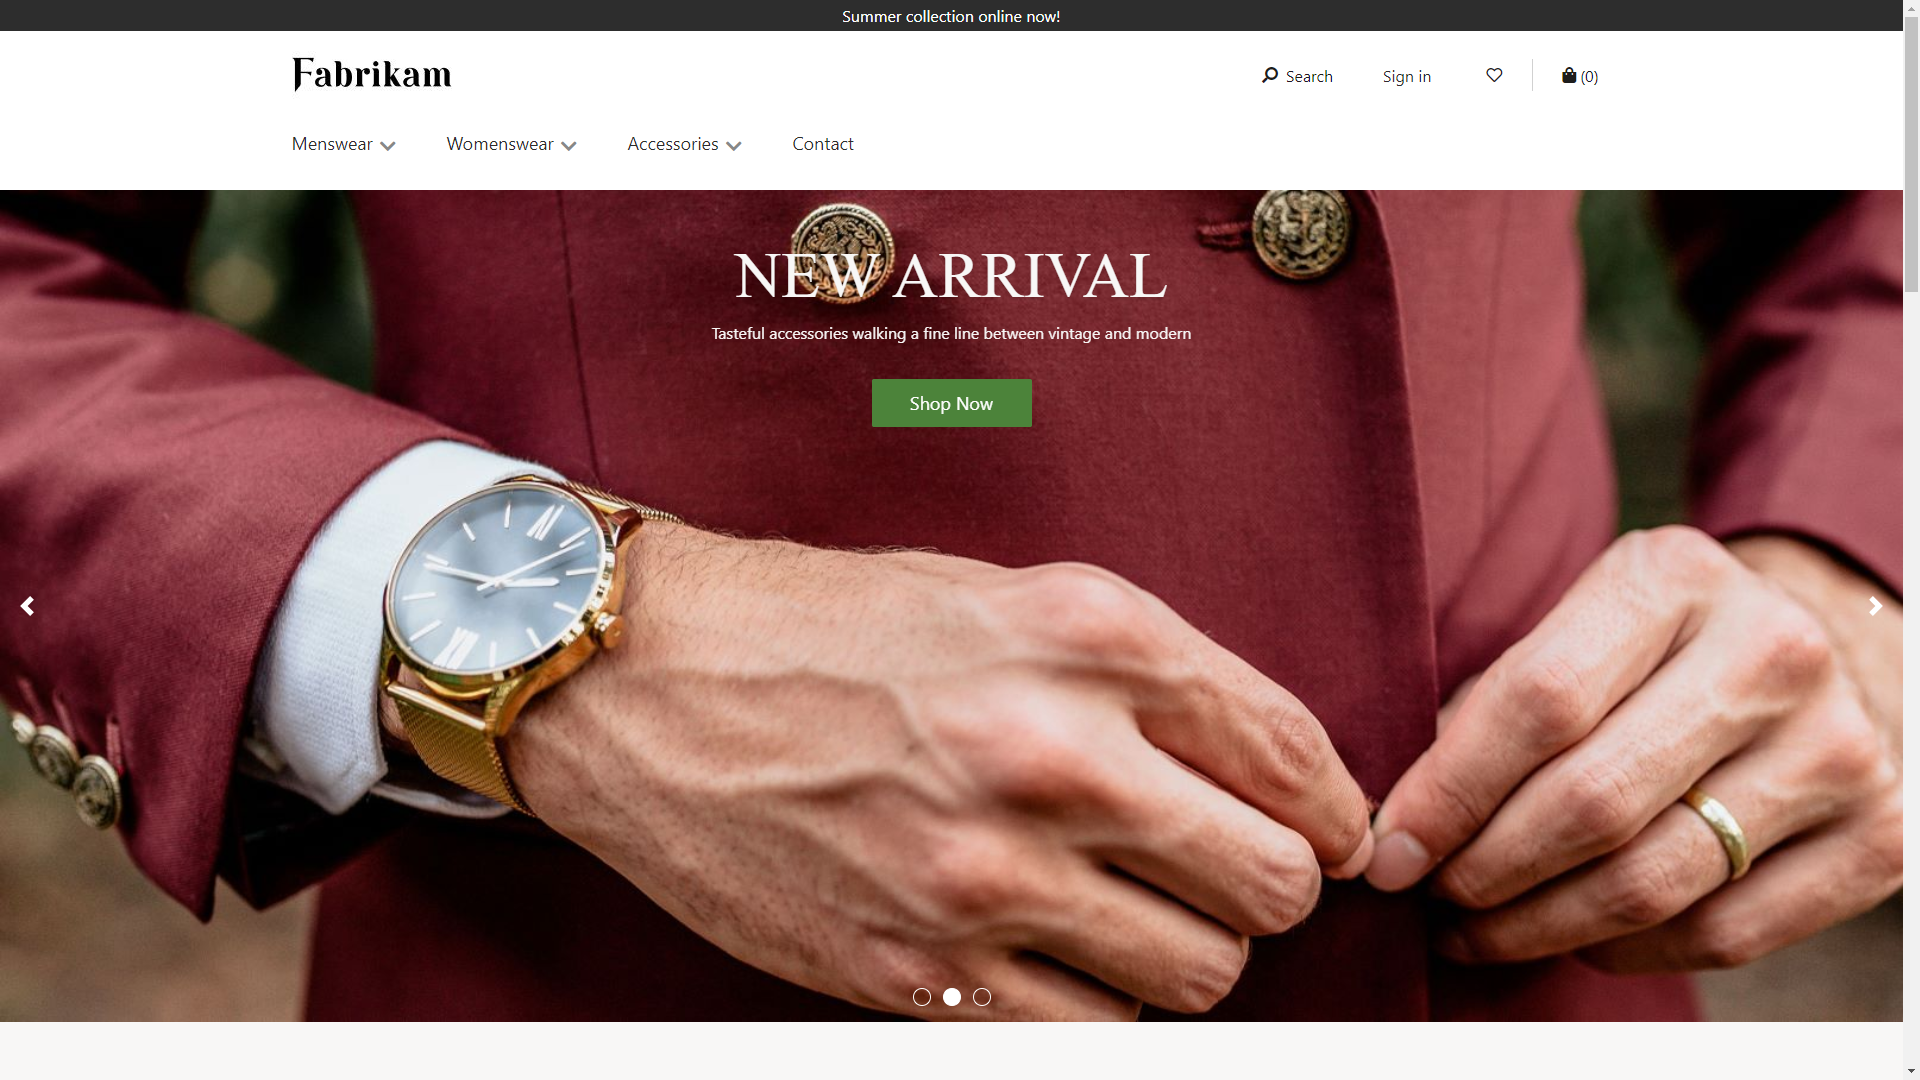 Summer collection online now!
Fabrikam
Search
Sign in
(0)
Menswear
Womenswear
Accessories
Contact
NEW ARRIVAL
Tasteful accessories walking a fine line between vintage and modern
Shop Now